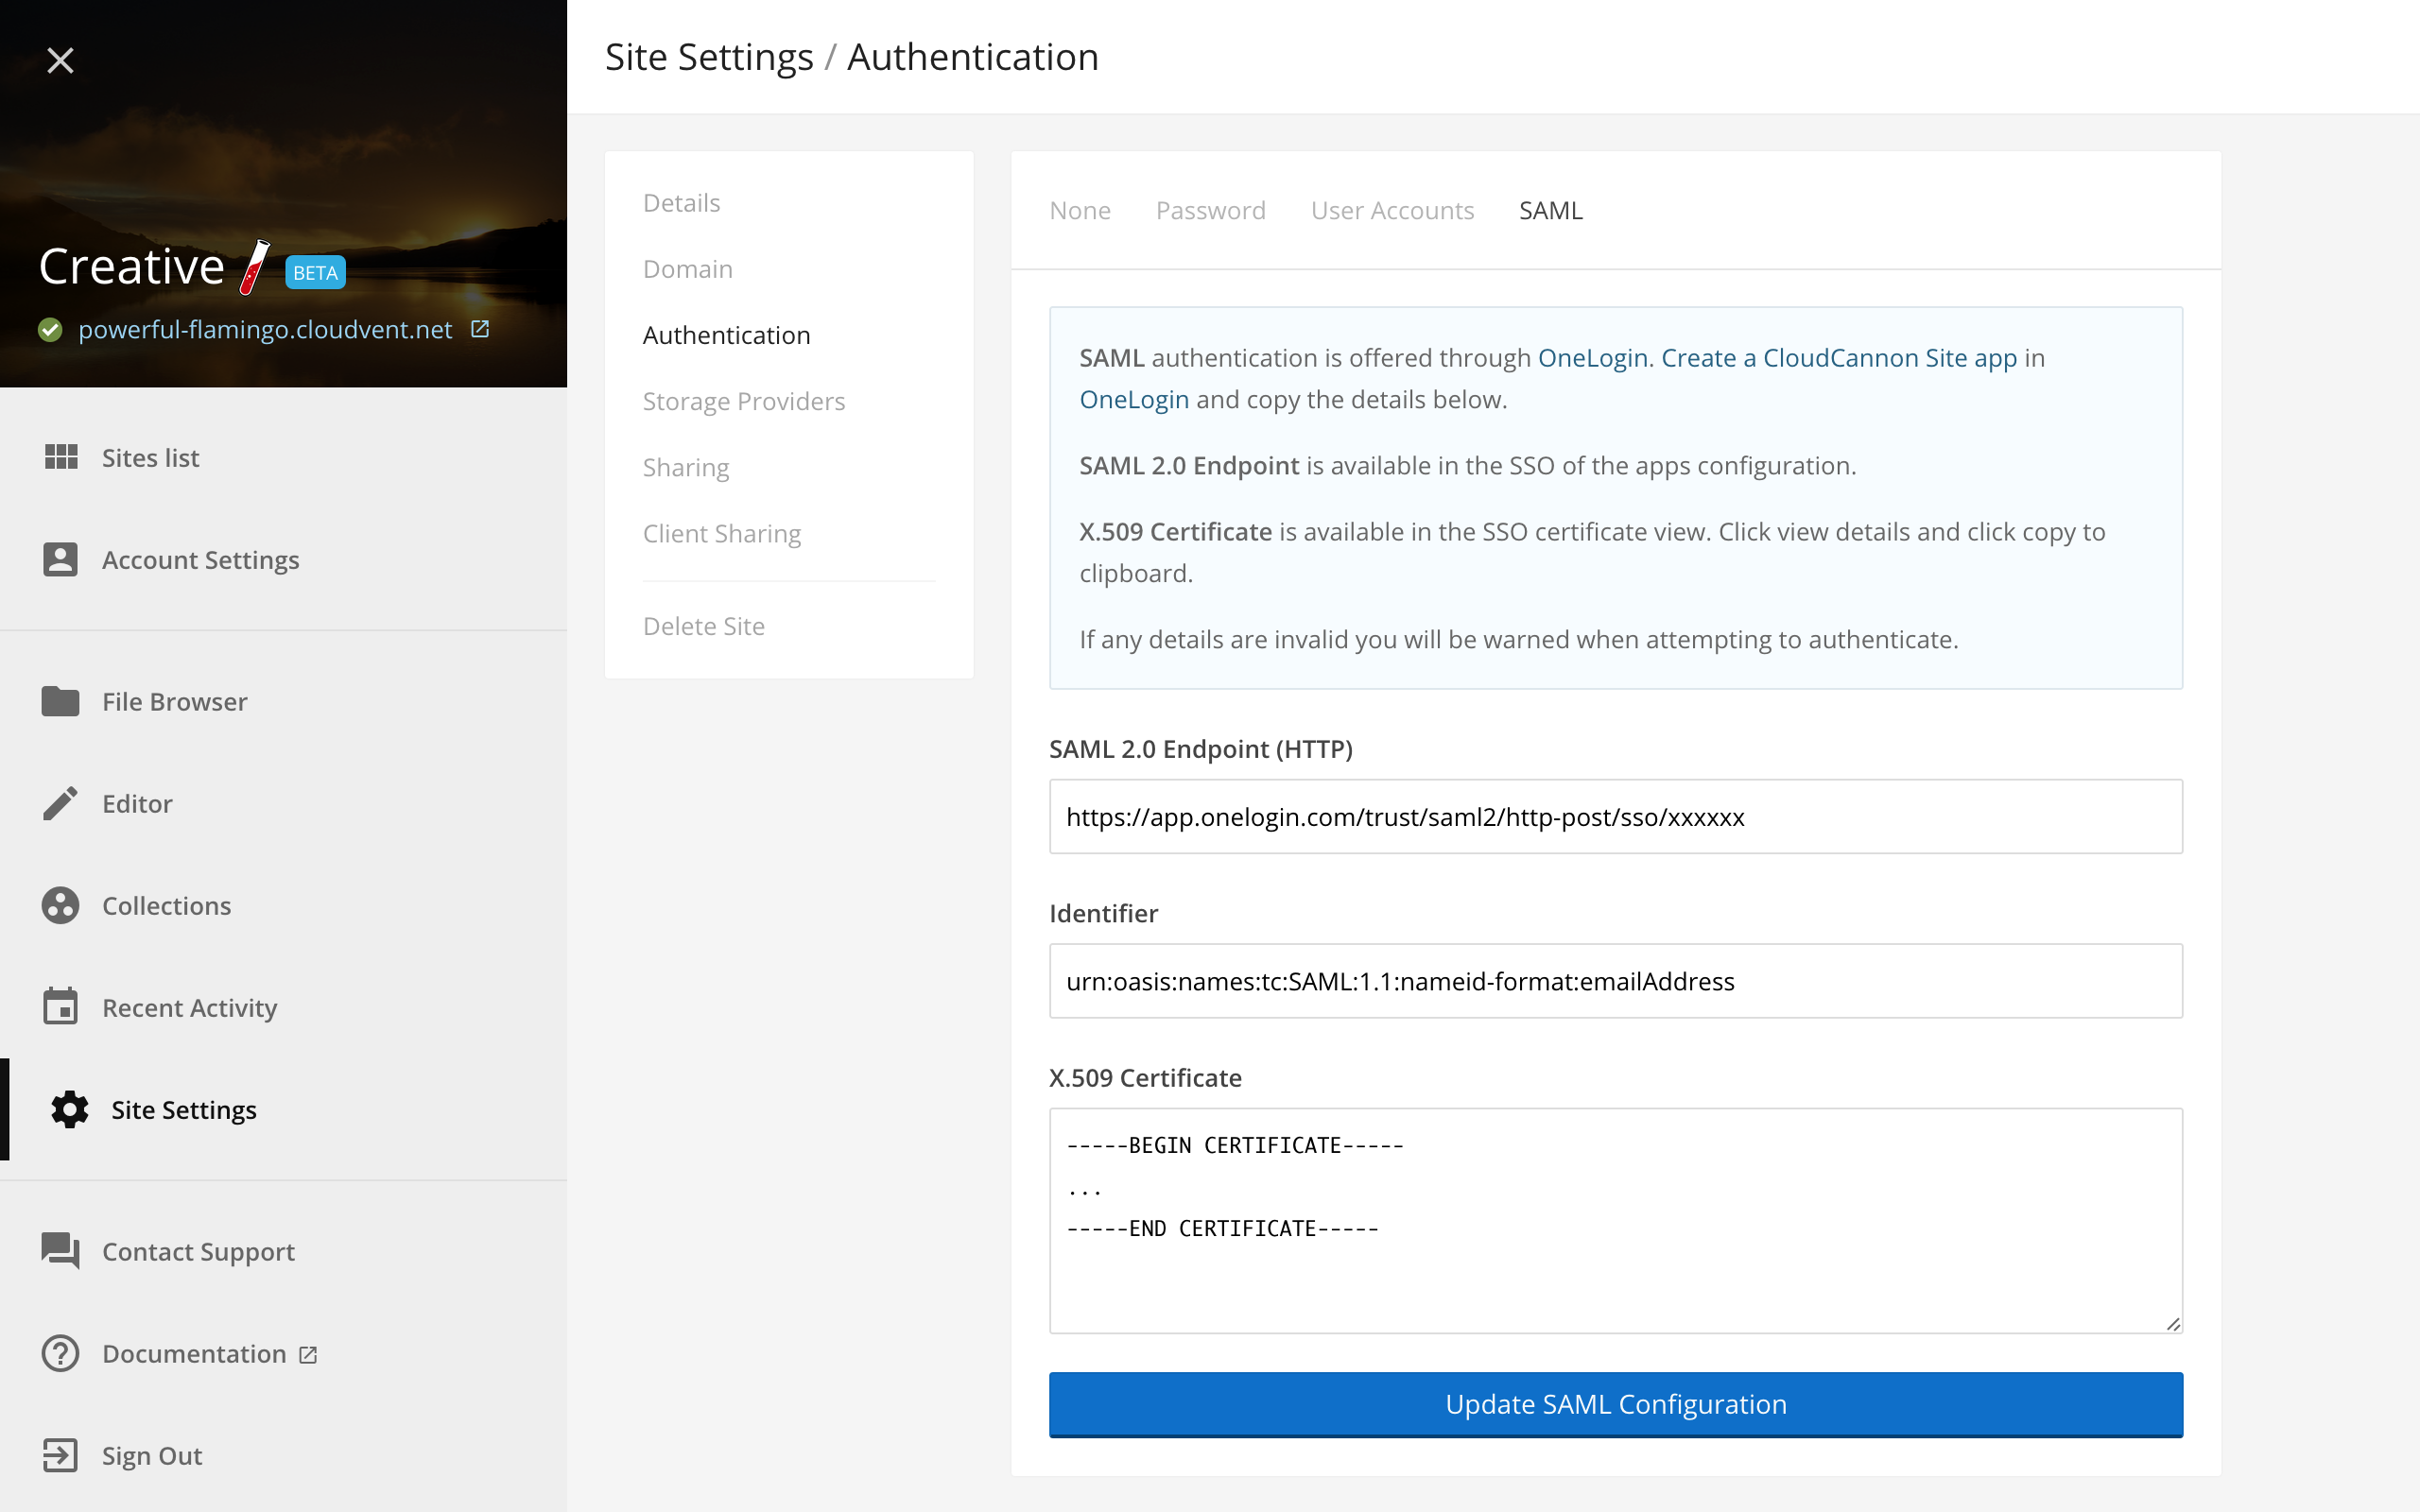 Creative BETA
powerful-flamingo.cloudvent.net
Sites list
Account Settings
File Browser
Editor
Collections
Recent Activity
Site Settings
Contact Support
Documentation
Sign Out
Site Settings / Authentication
Details
Domain
Authentication
Storage Providers
Sharing
Client Sharing
Delete Site
None Password User Accounts SAML
SAML authentication is offered through OneLogin. Create a CloudCannon Site app in
OneLogin and copy the details below.
SAML 2.0 Endpoint is available in the SSO of the apps configuration.
X.509 Certificate is available in the SSO certificate view. Click view details and click copy to
clipboard.
If any details are invalid you will be warned when attempting to authenticate.
SAML 2.0 Endpoint (HTTP)
https://app.onelogin.com/trust/saml2/http-post/sso/xxxxxx
Identifier
urn:oasis:names:tc:SAML:1.1:nameid-format:emailAddress
X.509 Certificate
-----BEGIN CERTIFICATE-----
...
-----END CERTIFICATE-----
Update SAML Configuration